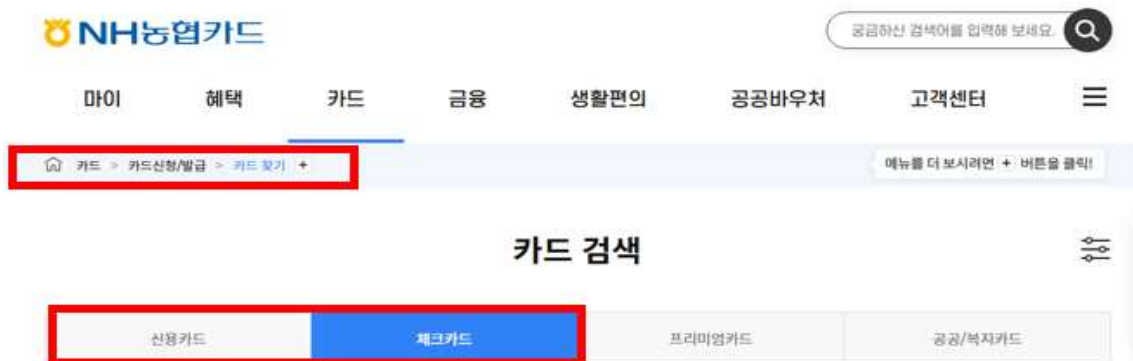 NH농협카드
궁금하신 검색어를 입력해 보세요.
마이 혜택 카드 금융 생활편의 공공바우처 고객센터
카드 > 카드신청/발급 > 카드 찾기 +
메뉴를 더 보시려면 + 버튼을 클릭!
카드 검색
신용카드 체크카드 프리미엄카드 공공/복지카드